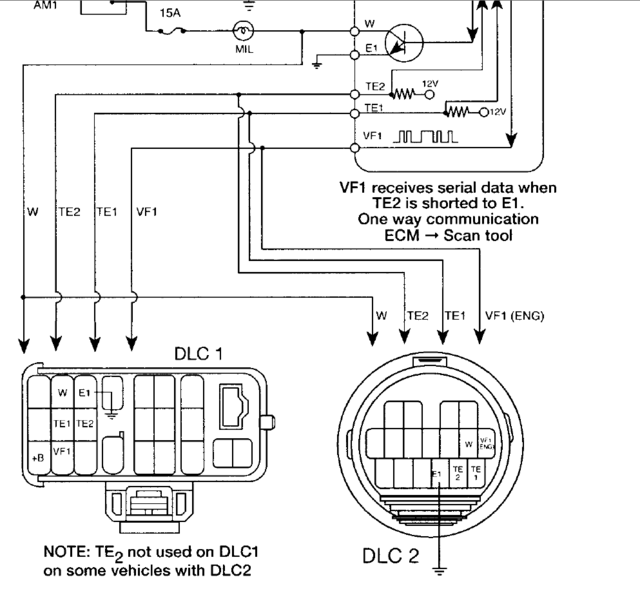 AM1
15A
MIL
W
E1
TE2
12V
TE1
12V
VF1
VF1 receives serial data when
TE2 is shorted to E1.
One way communication
ECM → Scan tool
W
TE2
TE1
VF1
W
TE2
TE1
VF1 (ENG)
DLC 1
W
E1
TE1
TE2
+B
VF1
W
VF1
ENG)
E1
TE
2
TE
1
NOTE: TE2 not used on DLC1
on some vehicles with DLC2
DLC 2